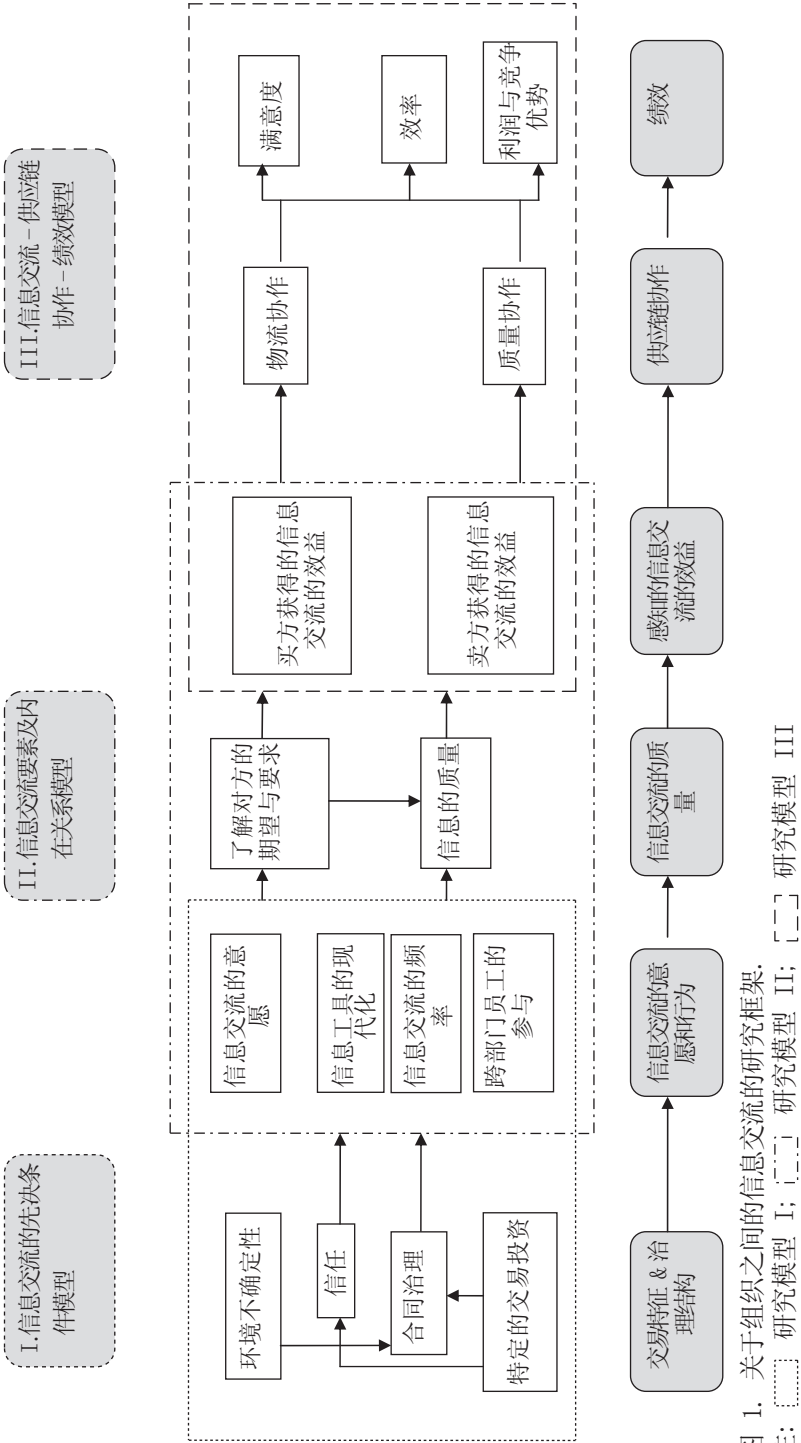 I.信息交流的先决条
件模型
II.信息交流要素及内
在关系模型
III.信息交流-供应链
协作-绩效模型
环境不确定性
信任
合同治理
特定的交易投资
信息交流的意
愿
信息工具的现
代化
信息交流的频
率
跨部门员工的
参与
了解对方的
期望与要求
信息的质量
买方获得的信息
交流的效益
卖方获得的信息
交流的效益
物流协作
质量协作
满意度
效率
利润与竞争
优势
交易特征 & 治
理结构
信息交流的意
愿和行为
信息交流的质
量
感知的信息交
流的效益
供应链协作
绩效
1. 关于组织之间的信息交流的研究框架.
研究模型 I; 研究模型 II; 研究模型 III